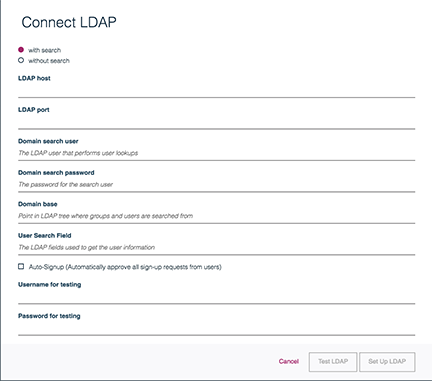 Connect LDAP
with search
without search
LDAP host
LDAP port
Domain search user
The LDAP user that performs user lookups
Domain search password
The password for the search user
Domain base
Point in LDAP tree where groups and users are searched from
User Search Field
The LDAP fields used to get the user information
Auto-Signup (Automatically approve all sign-up requests from users)
Username for testing
Password for testing
Cancel Test LDAP Set Up LDAP